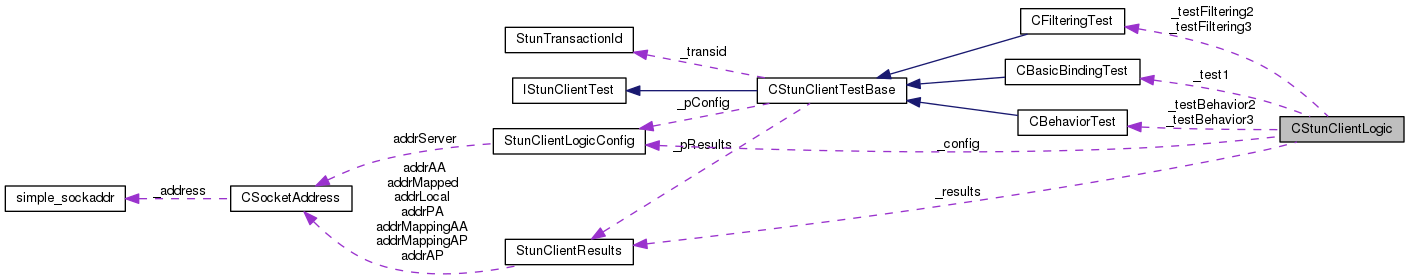 _testFiltering2
_testFiltering3
CFilteringTest
StunTransactionId
_transid
CBasicBindingTest
_test1
IStunClientTest
CStunClientTestBase
_pConfig
_testBehavior2
_testBehavior3
CBehaviorTest
CStunClientLogic
addrServer
StunClientLogicConfig
_pResults
_config
addrAA
addrMapped
addrLocal
addrPA
addrMappingAA
addrMappingAP
addrAP
simple_sockaddr
_address
CSocketAddress
_results
StunClientResults